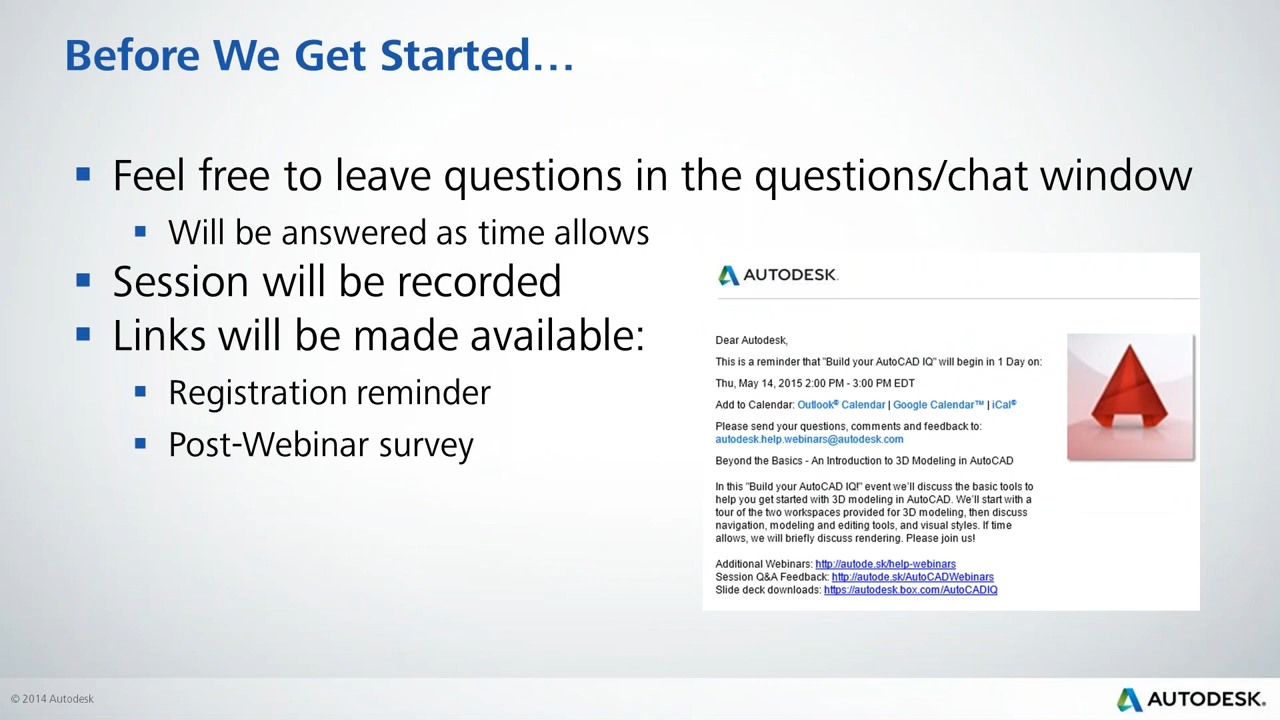 Before We Get Started…
Feel free to leave questions in the questions/chat window
Will be answered as time allows
Session will be recorded
Links will be made available:
Registration reminder
Post-Webinar survey
AUTODESK.
Dear Autodesk,
This is a reminder that "Build your AutoCAD IQ" will begin in 1 Day on:
Thu, May 14, 2015 2:00 PM - 3:00 PM EDT
Add to Calendar: Outlook® Calendar | Google Calendar™ | iCal®
Please send your questions, comments and feedback to:
autodesk.help.webinars@autodesk.com
Beyond the Basics - An Introduction to 3D Modeling in AutoCAD
In this "Build your AutoCAD IQ!" event we'll discuss the basic tools to
help you get started with 3D modeling in AutoCAD. We'll start with a
tour of the two workspaces provided for 3D modeling, then discuss
navigation, modeling and editing tools, and visual styles. If time
allows, we will briefly discuss rendering. Please join us!
Additional Webinars: http://autode.sk/help-webinars
Session Q&A Feedback: http://autode.sk/AutoCADWebinars
Slide deck downloads: https://autodesk.box.com/AutoCADIQ
© 2014 Autodesk
AUTODESK.